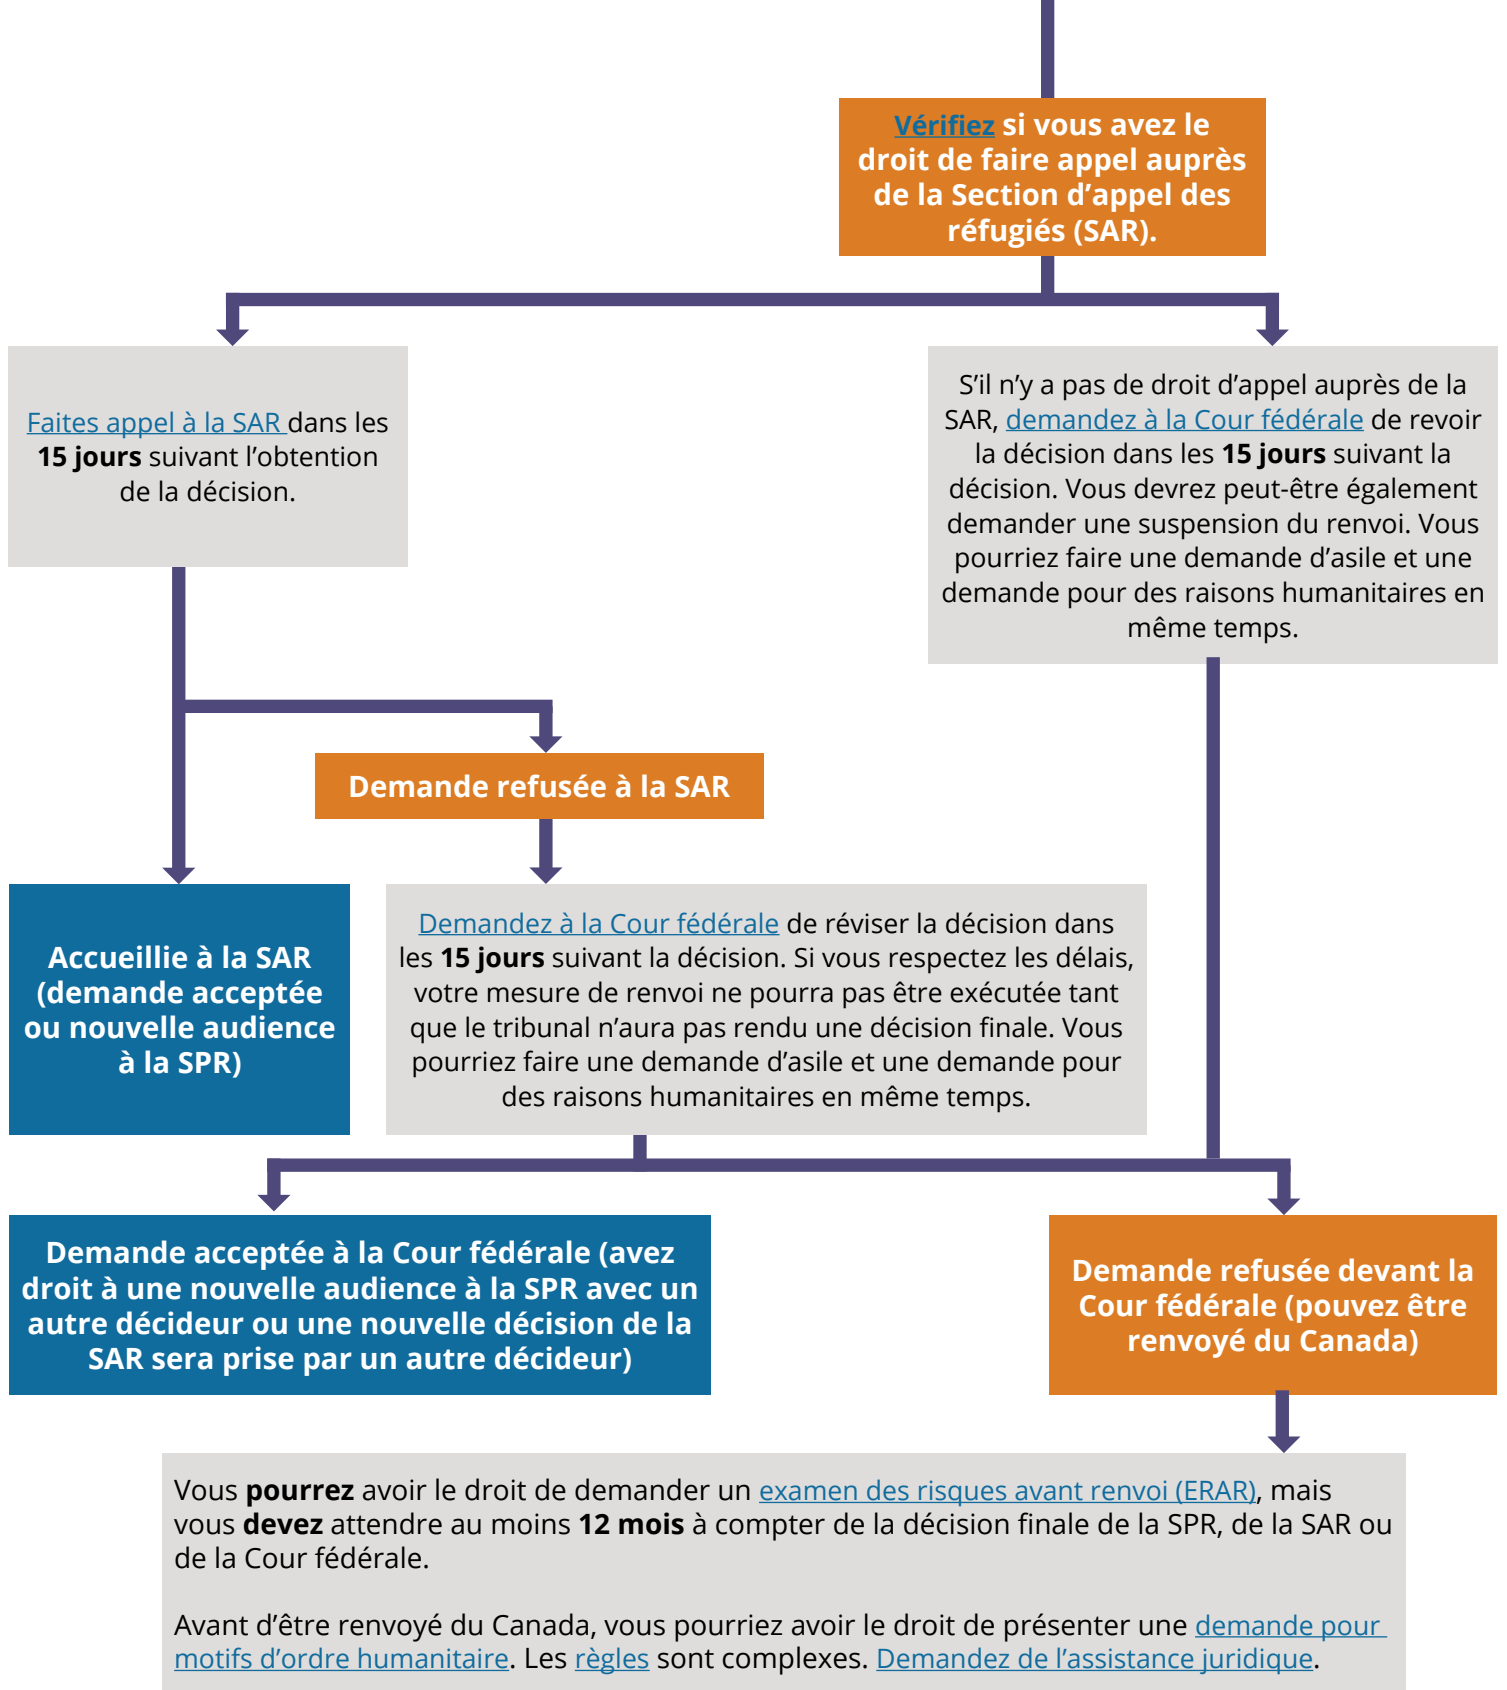 Vérifiez si vous avez le
droit de faire appel auprès
de la Section d’appel des
réfugiés (SAR).
Faites appel à la SAR dans les
15 jours suivant l’obtention
de la décision.
S’il n’y a pas de droit d’appel auprès de la
SAR, demandez à la Cour fédérale de revoir
la décision dans les 15 jours suivant la
décision. Vous devrez peut-être également
demander une suspension du renvoi. Vous
pourriez faire une demande d’asile et une
demande pour des raisons humanitaires en
même temps.
Demande refusée à la SAR
Accueillie à la SAR
(demande acceptée
ou nouvelle audience
à la SPR)
Demandez à la Cour fédérale de réviser la décision dans
les 15 jours suivant la décision. Si vous respectez les délais,
votre mesure de renvoi ne pourra pas être exécutée tant
que le tribunal n’aura pas rendu une décision finale. Vous
pourriez faire une demande d’asile et une demande pour
des raisons humanitaires en même temps.
Demande acceptée à la Cour fédérale (avez
droit à une nouvelle audience à la SPR avec un
autre décideur ou une nouvelle décision de la
SAR sera prise par un autre décideur)
Demande refusée devant la
Cour fédérale (pouvez être
renvoyé du Canada)
Vous pourrez avoir le droit de demander un examen des risques avant renvoi (ERAR), mais
vous devez attendre au moins 12 mois à compter de la décision finale de la SPR, de la SAR ou
de la Cour fédérale.
Avant d’être renvoyé du Canada, vous pourriez avoir le droit de présenter une demande pour
motifs d’ordre humanitaire. Les règles sont complexes. Demandez de l’assistance juridique.